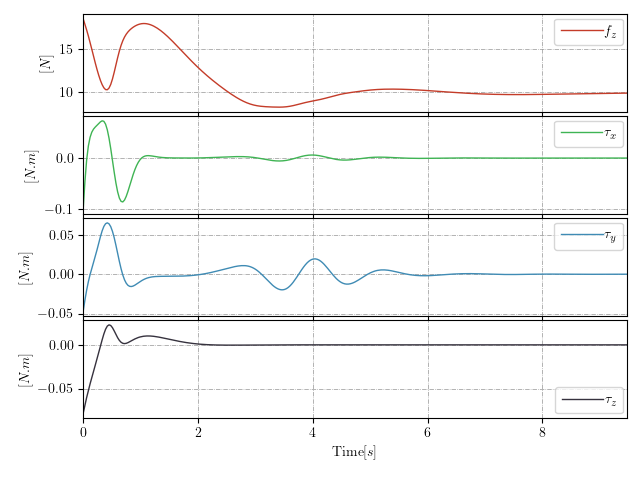 15
10
[N]
f_z
0.0
−0.1
[N.m]
τ_x
0.05
0.00
−0.05
[N.m]
τ_y
0.00
−0.05
[N.m]
τ_z
0 2 4 6 8
Time[s]